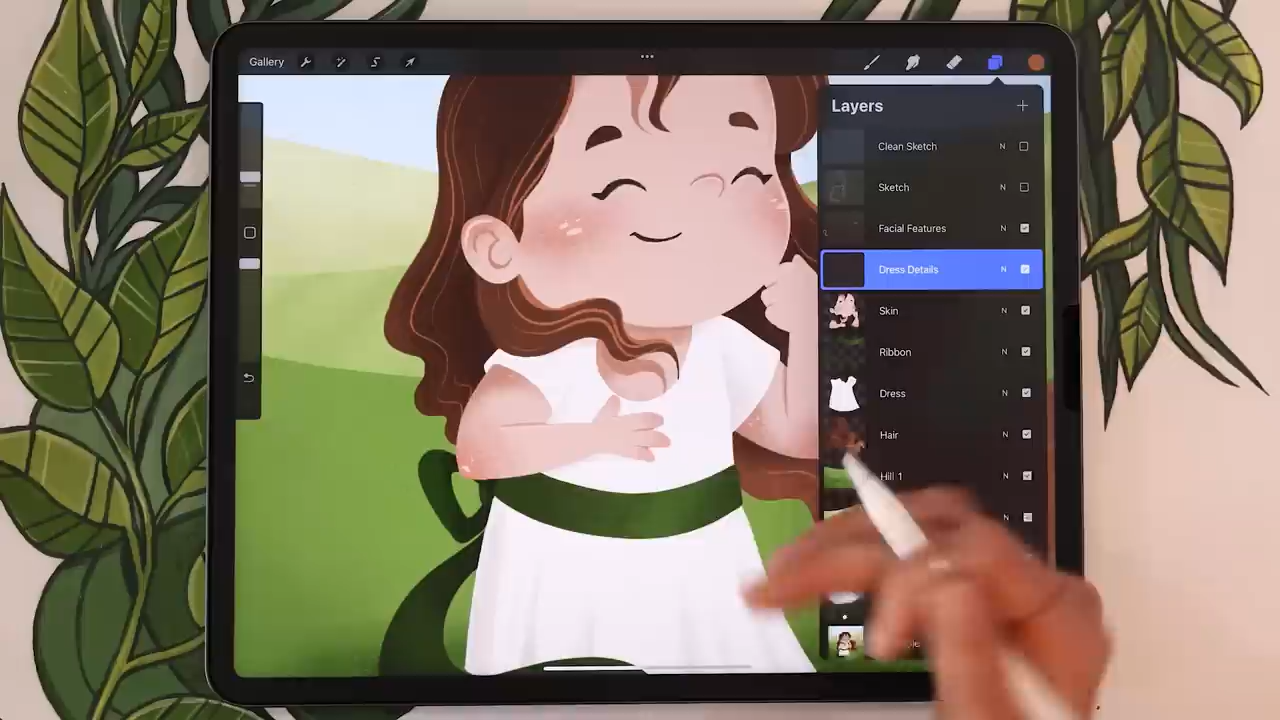 Gallery
Layers
Clean Sketch N
Sketch N
Facial Features N
Dress Details N
Skin N
Ribbon N
Dress N
Hair N
Hill 1 N
N